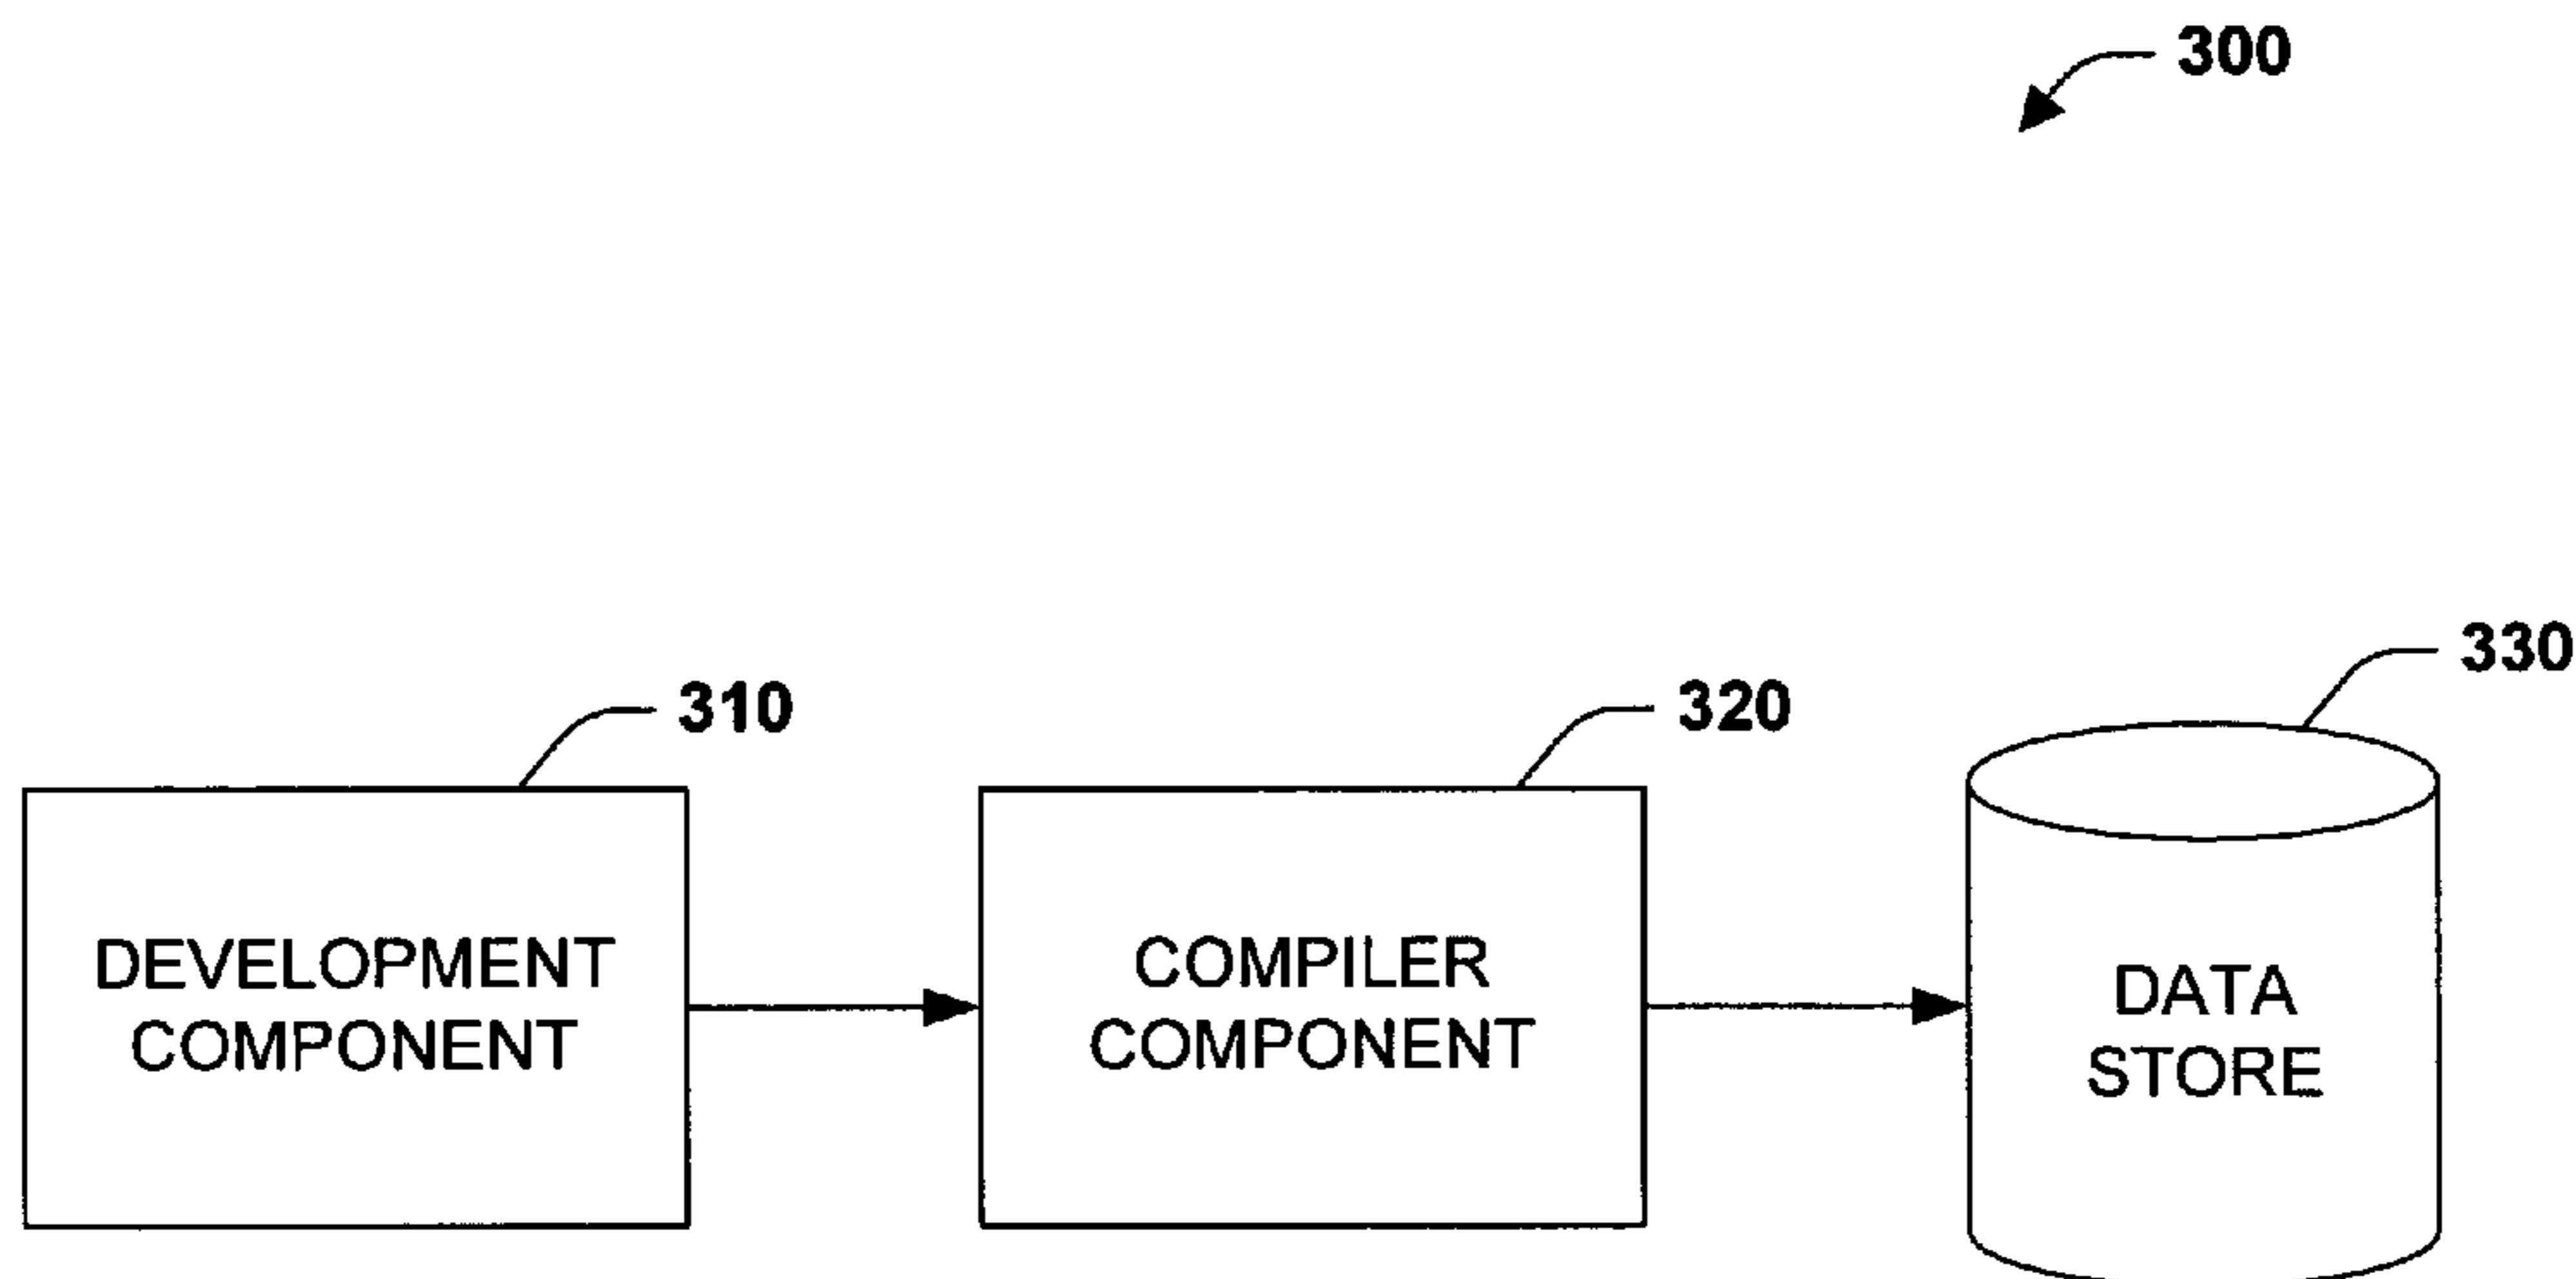 300
310
320
330
DEVELOPMENT
COMPONENT
COMPILER
COMPONENT
DATA
STORE